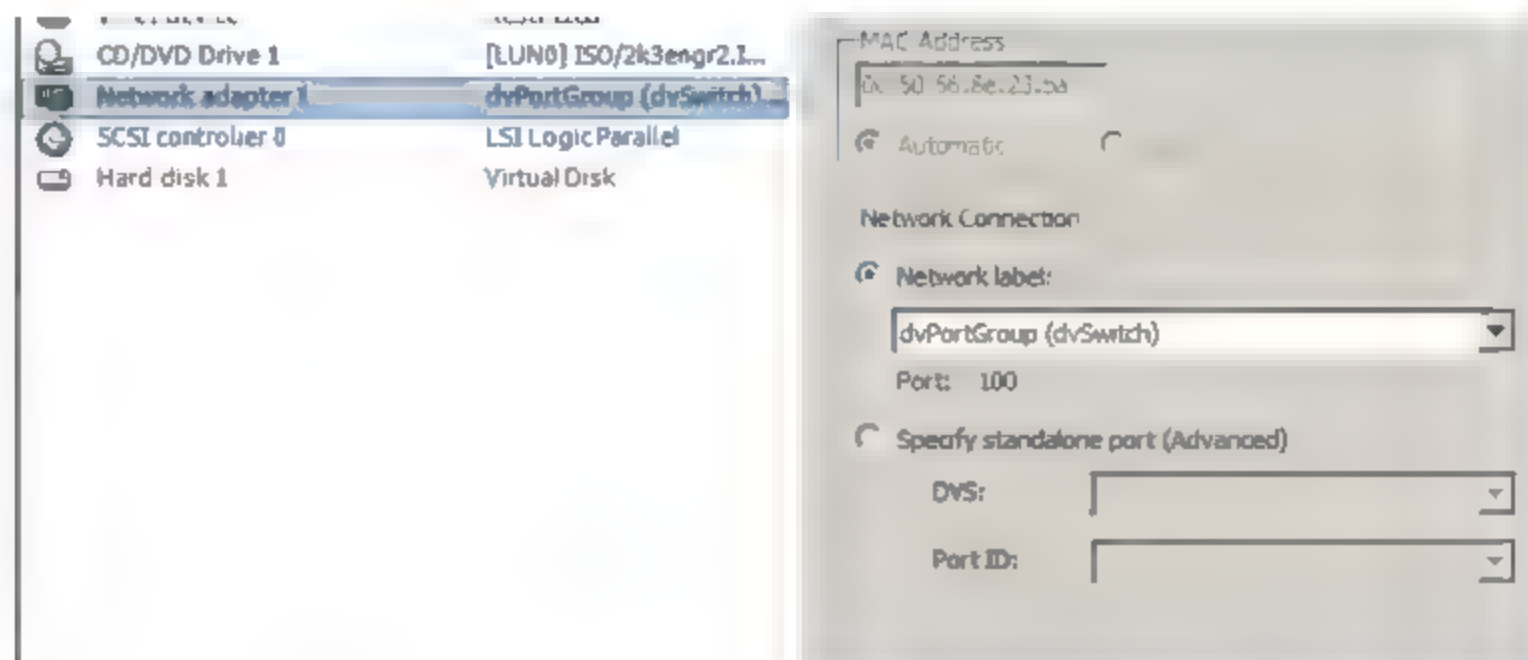 CD/DVD Drive 1 [LUN0] ISO/2k3engr2.I...
Network adapter 1 dvPortGroup (dvSwitch)...
SCSI controller 0 LSI Logic Parallel
Hard disk 1 Virtual Disk
MAC Address
Automatic
Network Connection
Network label:
dvPortGroup (dvSwitch)
Port: 100
Specify standalone port (Advanced)
DVS:
Port ID: